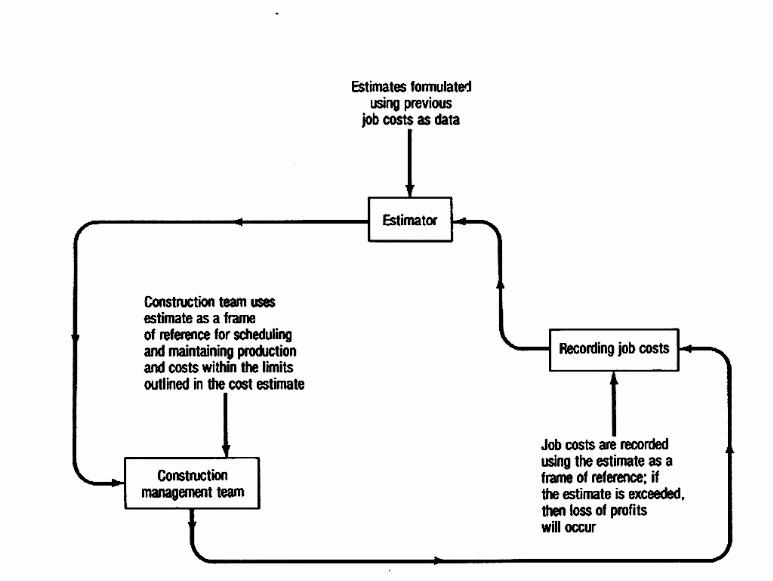 Estimates formulated
using previous
job costs as data
Estimator
Construction team uses
estimate as a frame
of reference for scheduling
and maintaining production
and costs within the limits
outlined in the cost estimate
Recording job costs
Job costs are recorded
using the estimate as a
frame of reference; if
the estimate is exceeded,
then loss of profits
will occur
Construction
management team